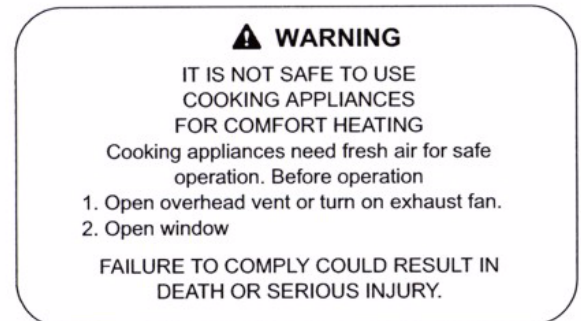 WARNING
IT IS NOT SAFE TO USE
COOKING APPLIANCES
FOR COMFORT HEATING
Cooking appliances need fresh air for safe
operation. Before operation
1. Open overhead vent or turn on exhaust fan.
2. Open window
FAILURE TO COMPLY COULD RESULT IN
DEATH OR SERIOUS INJURY.